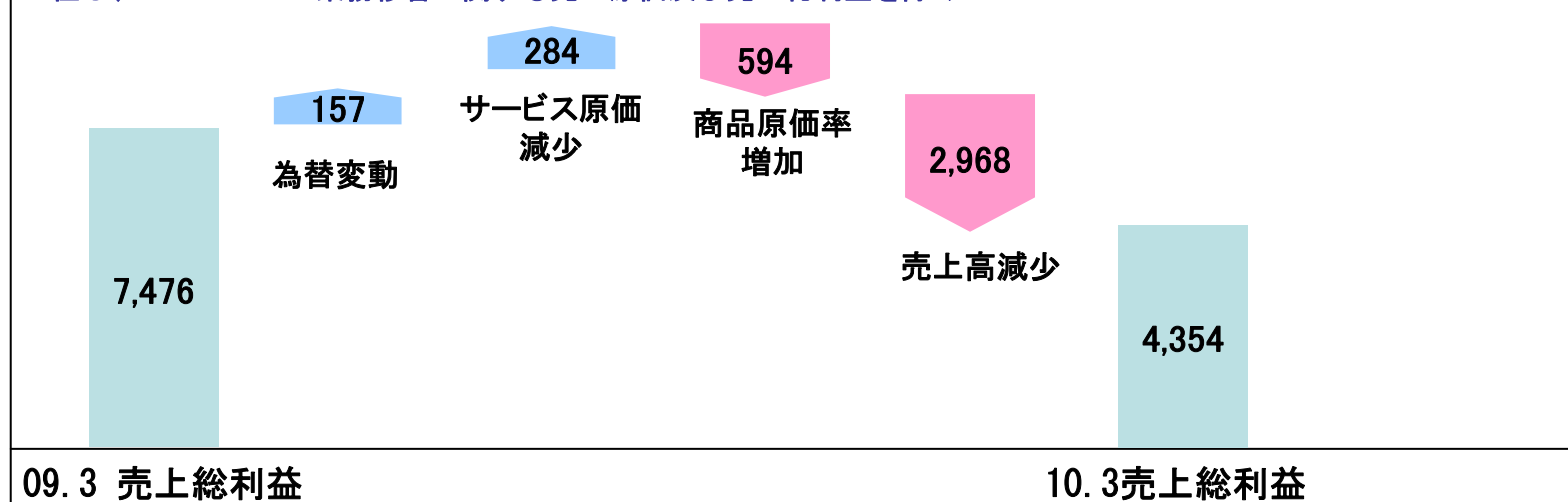 284
594
157
サービス原価
減少
商品原価率
増加
為替変動
2,968
売上高減少
7,476
4,354
09.3 売上総利益
10.3売上総利益